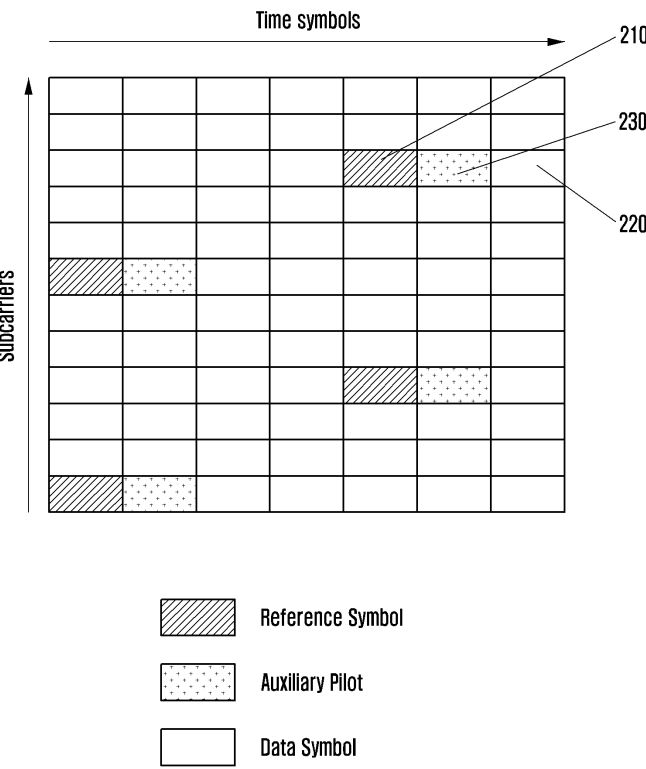 Time symbols
210
230
220
Subcarriers
Reference Symbol
Auxiliary Pilot
Data Symbol